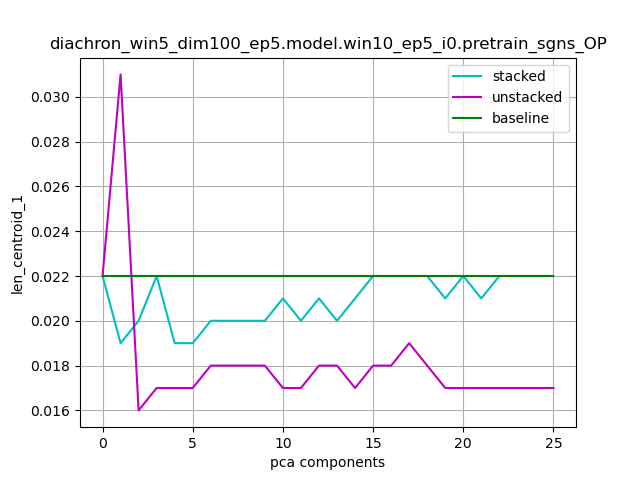 diachron_win5_dim100_ep5.model.win10_ep5_i0.pretrain_sgns_OP
stacked
unstacked
baseline
0.030
0.028
0.026
0.024
0.022
0.020
0.018
0.016
len_centroid_1
0 5 10 15 20 25
pca components